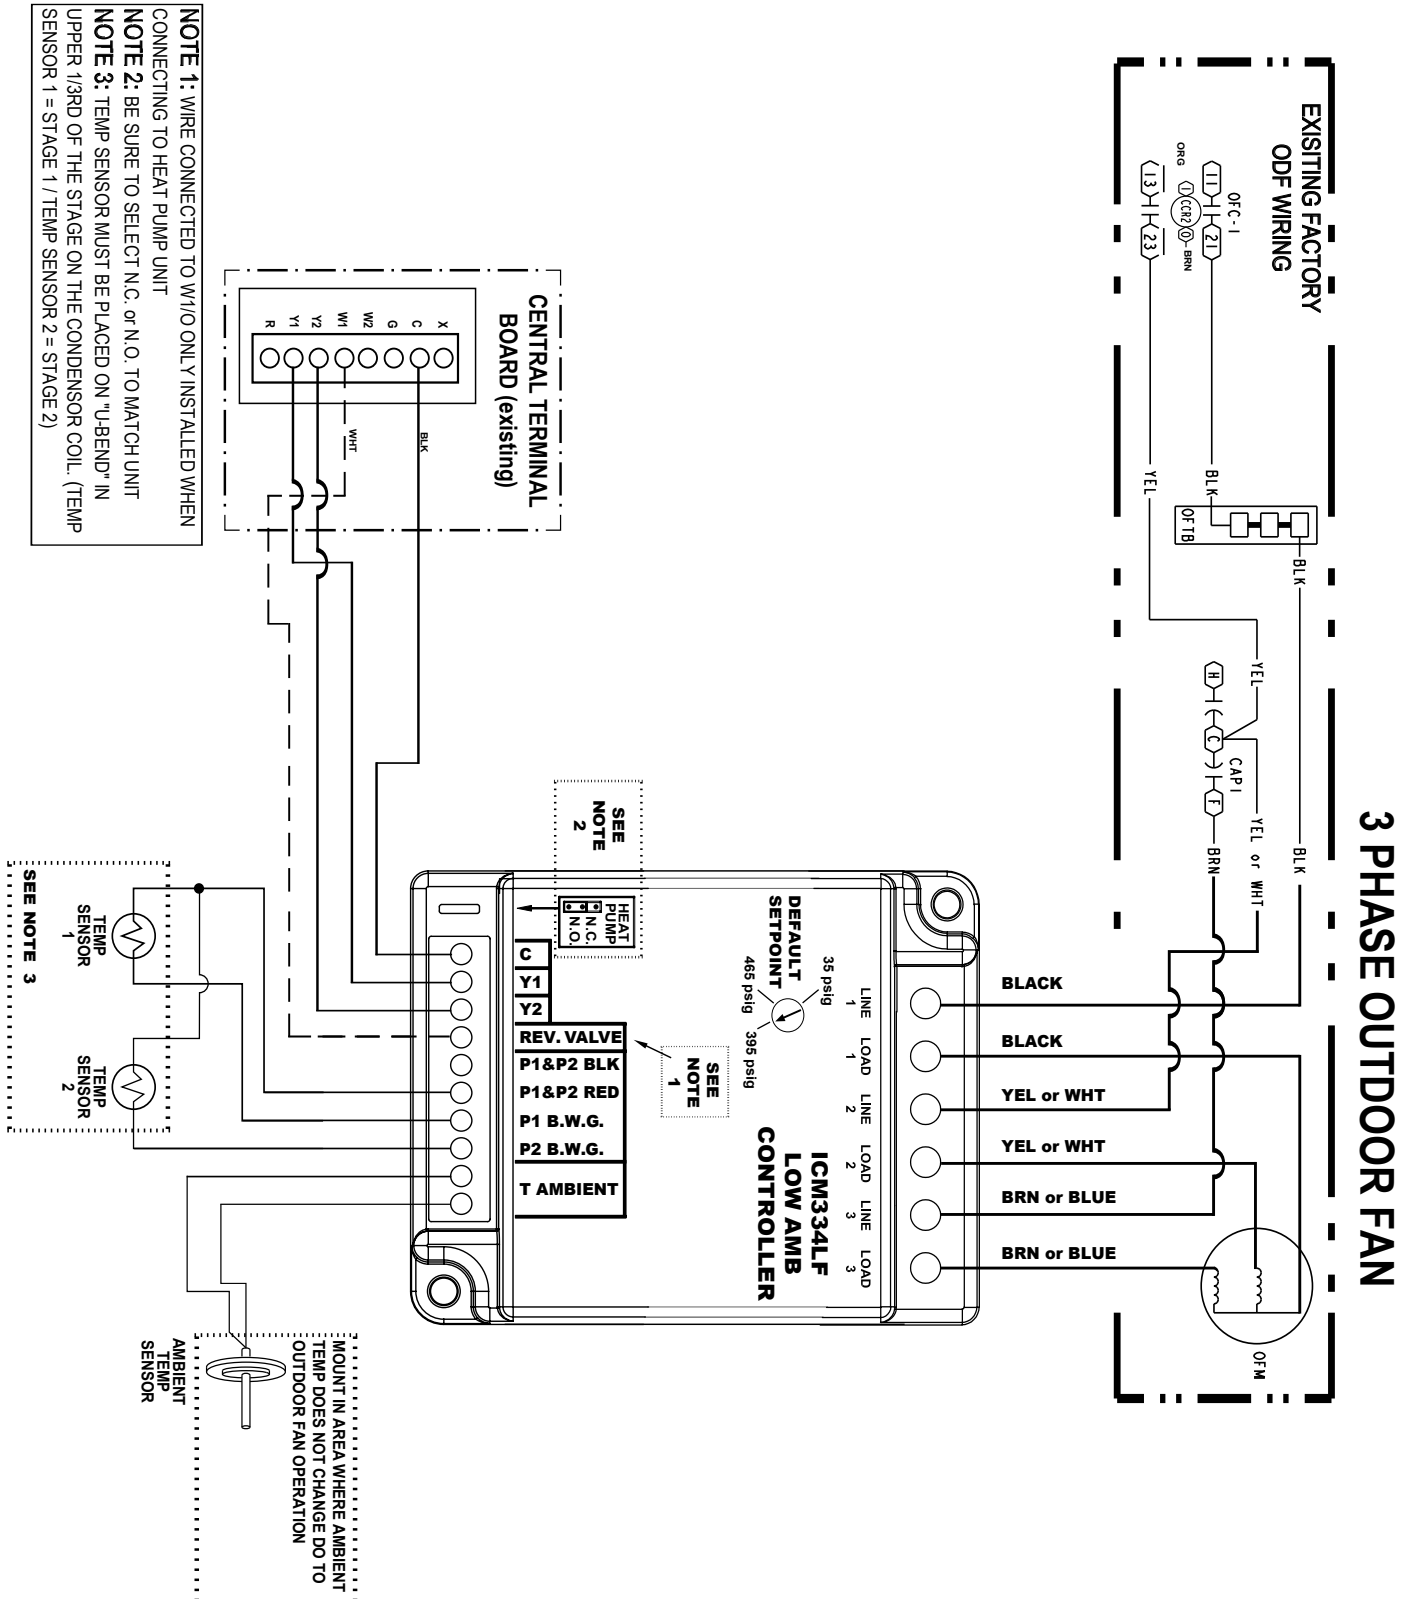 3 PHASE OUTDOOR FAN
EXISITING FACTORY
ODF WIRING
OFC-1
11
21
ORG
1
CCR2
0
BRN
13
23
BLK
YEL
OFTB
BLK
YEL
H
C
F
CAP1
BLK
YEL or WHT
BRN
OFM
BLACK
BLACK
YEL or WHT
YEL or WHT
BRN or BLUE
BRN or BLUE
LINE
1
LOAD
1
LINE
2
LOAD
2
LINE
3
LOAD
3
DEFAULT
SETPOINT
35 psig
465 psig
395 psig
ICM334LF
LOW AMB
CONTROLLER
SEE
NOTE
2
HEAT
PUMP
N.C.
N.O.
SEE
NOTE
1
C
Y1
Y2
REV. VALVE
P1&P2 BLK
P1&P2 RED
P1 B.W.G.
P2 B.W.G.
T AMBIENT
CENTRAL TERMINAL
BOARD (existing)
X
C
G
W2
W1
Y2
Y1
R
BLK
WHT
TEMP
SENSOR
1
TEMP
SENSOR
2
SEE NOTE 3
MOUNT IN AREA WHERE AMBIENT
TEMP DOES NOT CHANGE DO TO
OUTDOOR FAN OPERATION
AMBIENT
TEMP
SENSOR
NOTE 1: WIRE CONNECTED TO W1/O ONLY INSTALLED WHEN
CONNECTING TO HEAT PUMP UNIT
NOTE 2: BE SURE TO SELECT N.C. or N.O. TO MATCH UNIT
NOTE 3: TEMP SENSOR MUST BE PLACED ON "U-BEND" IN
UPPER 1/3RD OF THE STAGE ON THE CONDENSOR COIL. (TEMP
SENSOR 1 = STAGE 1 / TEMP SENSOR 2 = STAGE 2)